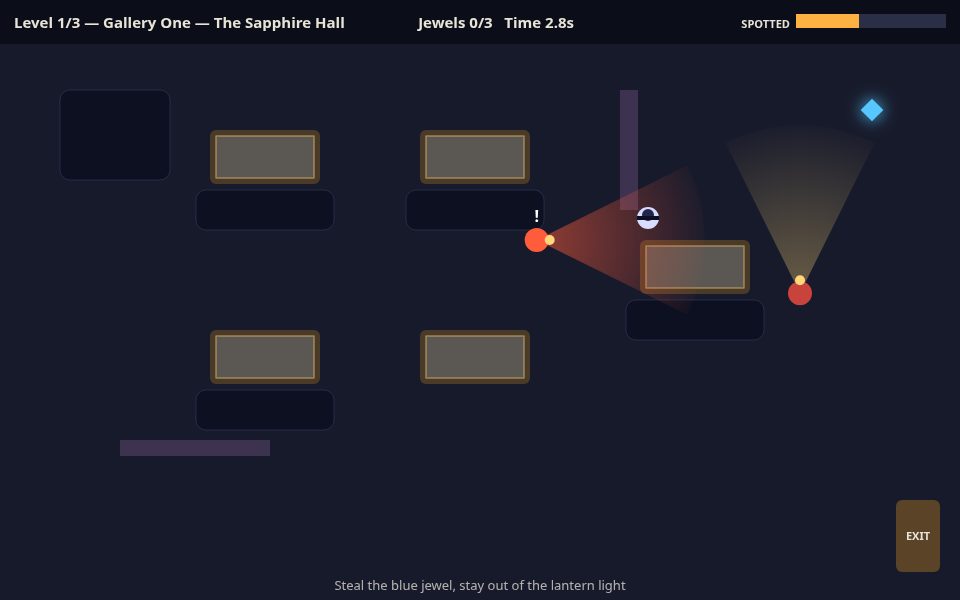 Level 1/3 — Gallery One — The Sapphire Hall
Jewels 0/3 Time 2.8s
SPOTTED
!
EXIT
Steal the blue jewel, stay out of the lantern light